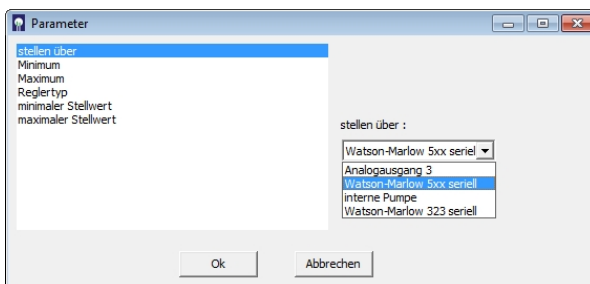 Parameter
stellen über
Minimum
Maximum
Reglertyp
minimaler Stellwert
maximaler Stellwert
stellen über :
Watson-Marlow 5xx seriel
Analogausgang 3
Watson-Marlow 5xx seriell
interne Pumpe
Watson-Marlow 323 seriell
Ok
Abbrechen